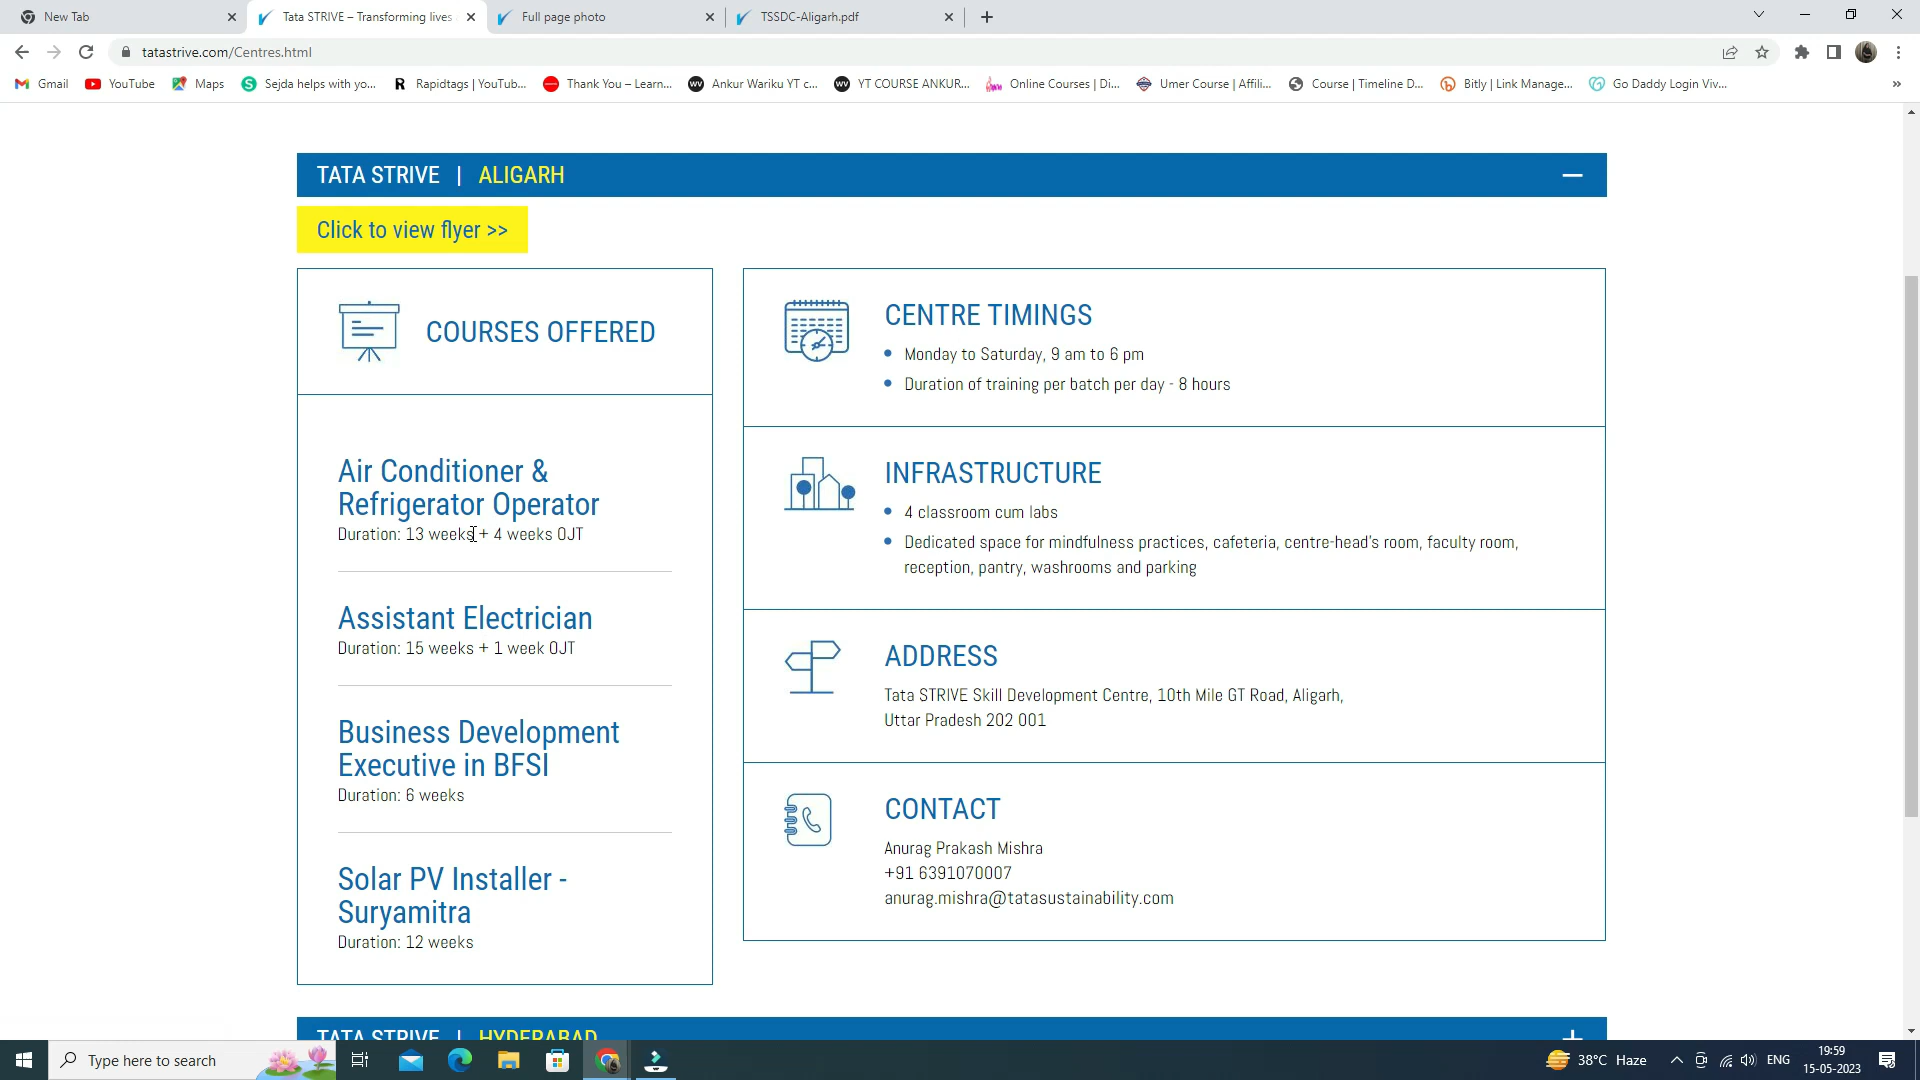 New Tab
Tata STRIVE – Transforming lives
Full page photo
TSSDC-Aligarh.pdf
tatastrive.com/Centres.html
Gmail
YouTube
Maps
Sejda helps with yo...
Rapidtags | YouTub...
Thank You – Learn...
Ankur Wariku YT c...
YT COURSE ANKUR...
Online Courses | Di...
Umer Course | Affili...
Course | Timeline D...
Bitly | Link Manage...
Go Daddy Login Viv...
»
TATA STRIVE | ALIGARH
Click to view flyer >>
COURSES OFFERED
Air Conditioner &
Refrigerator Operator
Duration: 13 weeks + 4 weeks OJT
Assistant Electrician
Duration: 15 weeks + 1 week OJT
Business Development
Executive in BFSI
Duration: 6 weeks
Solar PV Installer -
Suryamitra
Duration: 12 weeks
CENTRE TIMINGS
Monday to Saturday, 9 am to 6 pm
Duration of training per batch per day - 8 hours
INFRASTRUCTURE
4 classroom cum labs
Dedicated space for mindfulness practices, cafeteria, centre-head's room, faculty room,
reception, pantry, washrooms and parking
ADDRESS
Tata STRIVE Skill Development Centre, 10th Mile GT Road, Aligarh,
Uttar Pradesh 202 001
CONTACT
Anurag Prakash Mishra
+91 6391070007
anurag.mishra@tatasustainability.com
TATA STRIVE | HYDERABAD
Type here to search
38°C Haze
ENG
19:59
15-05-2023